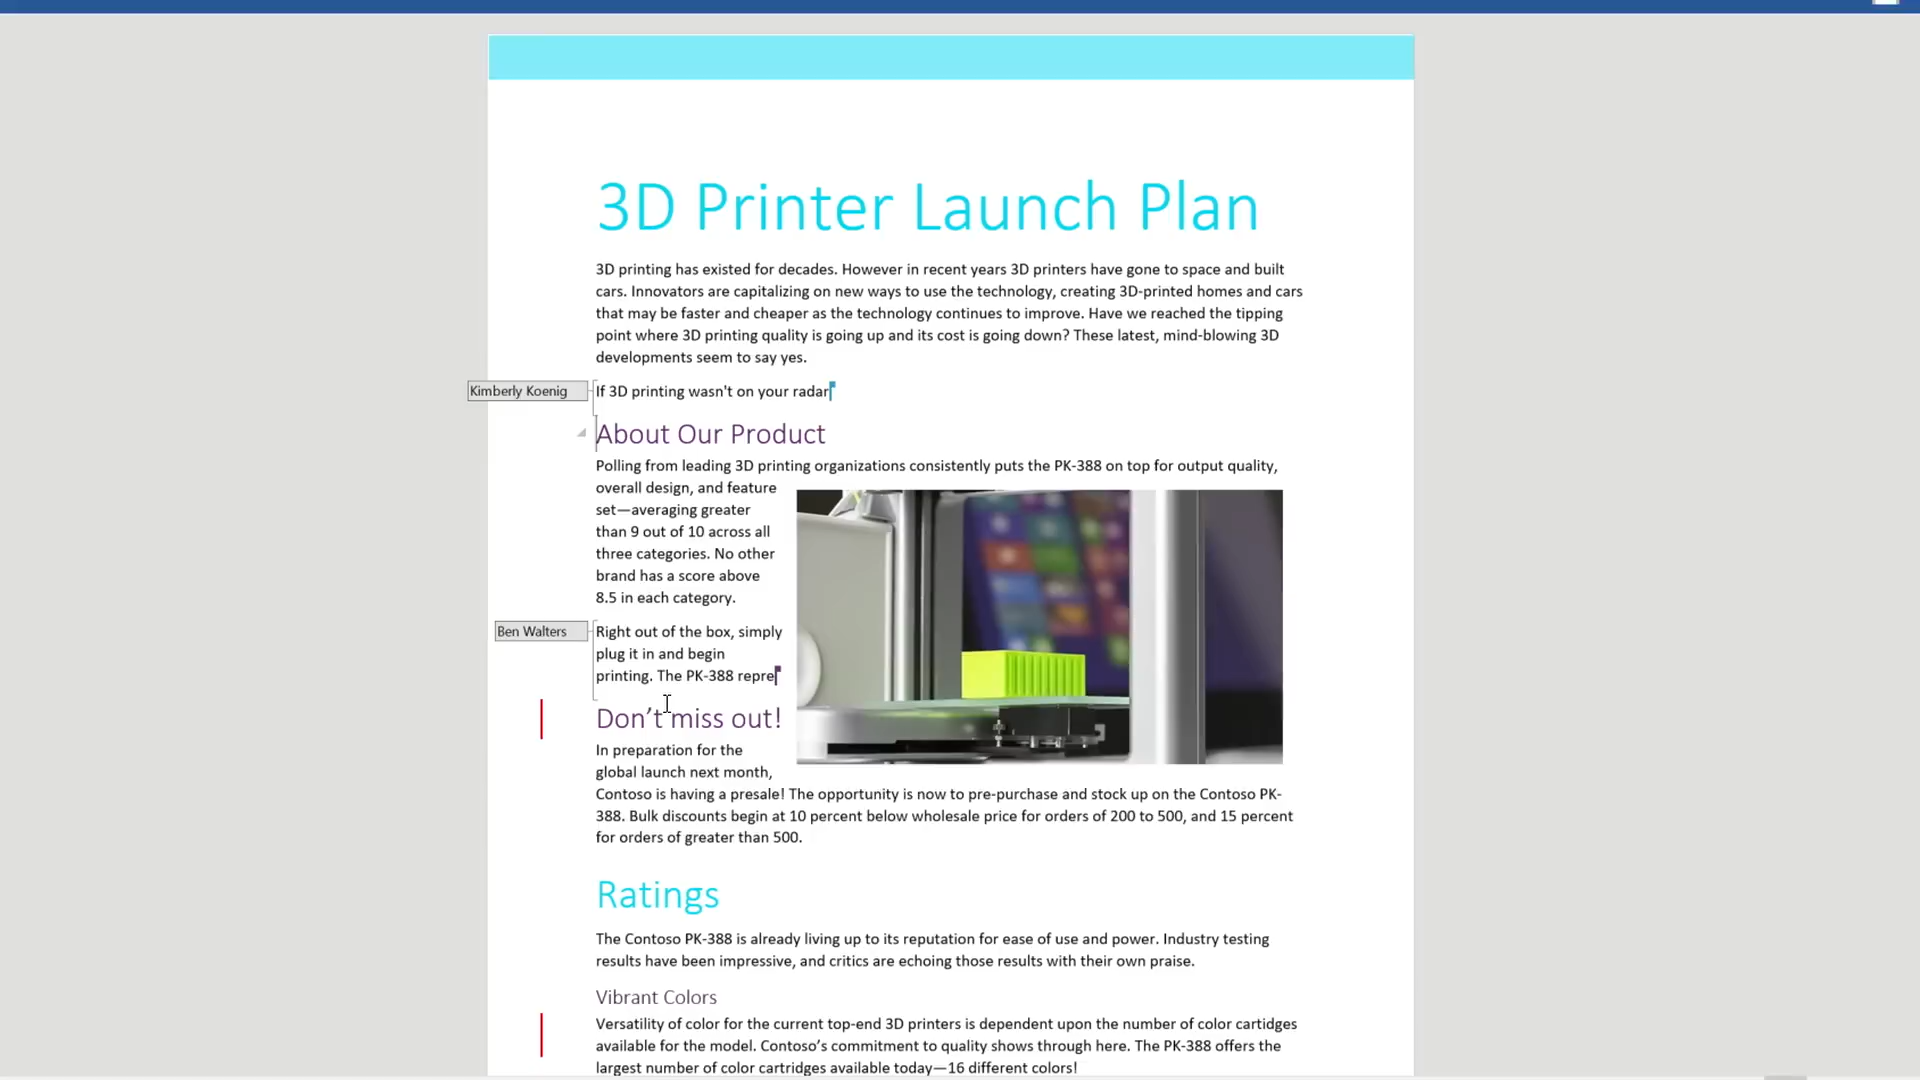 3D Printer Launch Plan
3D printing has existed for decades. However in recent years 3D printers have gone to space and built
cars. Innovators are capitalizing on new ways to use the technology, creating 3D-printed homes and cars
that may be faster and cheaper as the technology continues to improve. Have we reached the tipping
point where 3D printing quality is going up and its cost is going down? These latest, mind-blowing 3D
developments seem to say yes.
Kimberly Koenig
If 3D printing wasn't on your radar
About Our Product
Polling from leading 3D printing organizations consistently puts the PK-388 on top for output quality,
overall design, and feature
set—averaging greater
than 9 out of 10 across all
three categories. No other
brand has a score above
8.5 in each category.
Ben Walters
Right out of the box, simply
plug it in and begin
printing. The PK-388 repre
Don’t miss out!
In preparation for the
global launch next month,
Contoso is having a presale! The opportunity is now to pre-purchase and stock up on the Contoso PK-
388. Bulk discounts begin at 10 percent below wholesale price for orders of 200 to 500, and 15 percent
for orders of greater than 500.
Ratings
The Contoso PK-388 is already living up to its reputation for ease of use and power. Industry testing
results have been impressive, and critics are echoing those results with their own praise.
Vibrant Colors
Versatility of color for the current top-end 3D printers is dependent upon the number of color cartidges
available for the model. Contoso’s commitment to quality shows through here. The PK-388 offers the
largest number of color cartridges available today—16 different colors!